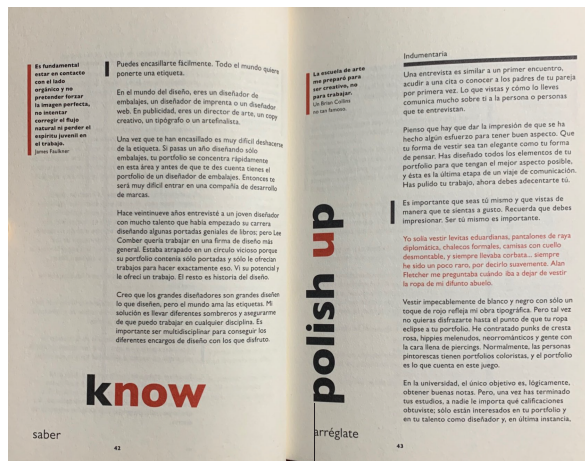 Es fundamental
estar en contacto
con el lado
orgánico y no
pretender forzar
la imagen perfecta,
no intentar
corregir el flujo
natural ni perder el
espíritu juvenil en
el trabajo.
James Faulkner
Puedes encasillarte fácilmente. Todo el mundo quiere
ponerte una etiqueta.
En el mundo del diseño, eres un diseñador de
embalajes, un diseñador de imprenta o un diseñador
web. En publicidad, eres un director de arte, un copy
creativo, un tipógrafo o un artefinalista.
Una vez que te han encasillado es muy difícil deshacerse
de la etiqueta. Si pasas un año diseñando sólo
embalajes, tu portfolio se concentra rápidamente
en esta área y antes de que te des cuenta tienes el
portfolio de un diseñador de embalajes. Entonces te
será muy difícil entrar en una compañía de desarrollo
de marcas.
Hace veintinueve años entrevisté a un joven diseñador
con mucho talento que había empezado su carrera
diseñando algunas portadas geniales de libros; pero Lee
Comber quería trabajar en una firma de diseño más
general. Estaba atrapado en un círculo vicioso porque
su portfolio contenía sólo portadas y sólo le ofrecían
trabajos para hacer exactamente eso. Vi su potencial y
le ofrecí un trabajo. El resto es historia del diseño.
Creo que los grandes diseñadores son grandes diseñen
lo que diseñen, pero el mundo ama las etiquetas. Mi
solución es llevar diferentes sombreros y asegurarme
de que puedo trabajar en cualquier disciplina. Es
importante ser multidisciplinar para conseguir los
diferentes encargos de diseño con los que disfruto.
know
saber
42
La escuela de arte
me preparó para
ser creativo, no
para trabajar.
Un Brian Collins
no tan famoso.
polish up
arréglate
Indumentaria
Una entrevista es similar a un primer encuentro,
acudir a una cita o conocer a los padres de tu pareja
por primera vez. Lo que vistes y cómo lo lleves
comunica mucho sobre ti a la persona o personas
que te entrevistan.
Pienso que hay que dar la impresión de que se ha
hecho algún esfuerzo para tener buen aspecto. Que
tu forma de vestir sea tan elegante como tu forma
de pensar. Has diseñado todos los elementos de tu
portfolio para que tengan el mejor aspecto posible,
y ésta es la última etapa de un viaje de comunicación.
Has pulido tu trabajo, ahora debes adecentarte tú.
Es importante que seas tú mismo y que vistas de
manera que te sientas a gusto. Recuerda que debes
impresionar. Ser tú mismo es importante.
Yo solía vestir levitas eduardianas, pantalones de raya
diplomática, chalecos formales, camisas con cuello
desmontable, y siempre llevaba corbata... siempre
he sido un poco raro, por decirlo suavemente. Alan
Fletcher me preguntaba cuándo iba a dejar de vestir
la ropa de mi difunto abuelo.
Vestir impecablemente de blanco y negro con sólo un
toque de rojo refleja mi obra tipográfica. Pero tal vez
no quieras disfrazarte hasta el punto de que tu ropa
eclipse a tu portfolio. He contratado punks de cresta
rosa, hippies melenudos, neorrománticos y gente con
la cara llena de piercings. Normalmente, las personas
pintorescas tienen portfolios coloristas, y el portfolio
es lo que cuenta en este juego.
En la universidad, el único objetivo es, lógicamente,
obtener buenas notas. Pero, una vez has terminado
tus estudios, a nadie le importa qué calificaciones
obtuviste; sólo están interesados en tu portfolio y
en tu talento como diseñador y, en última instancia,
43